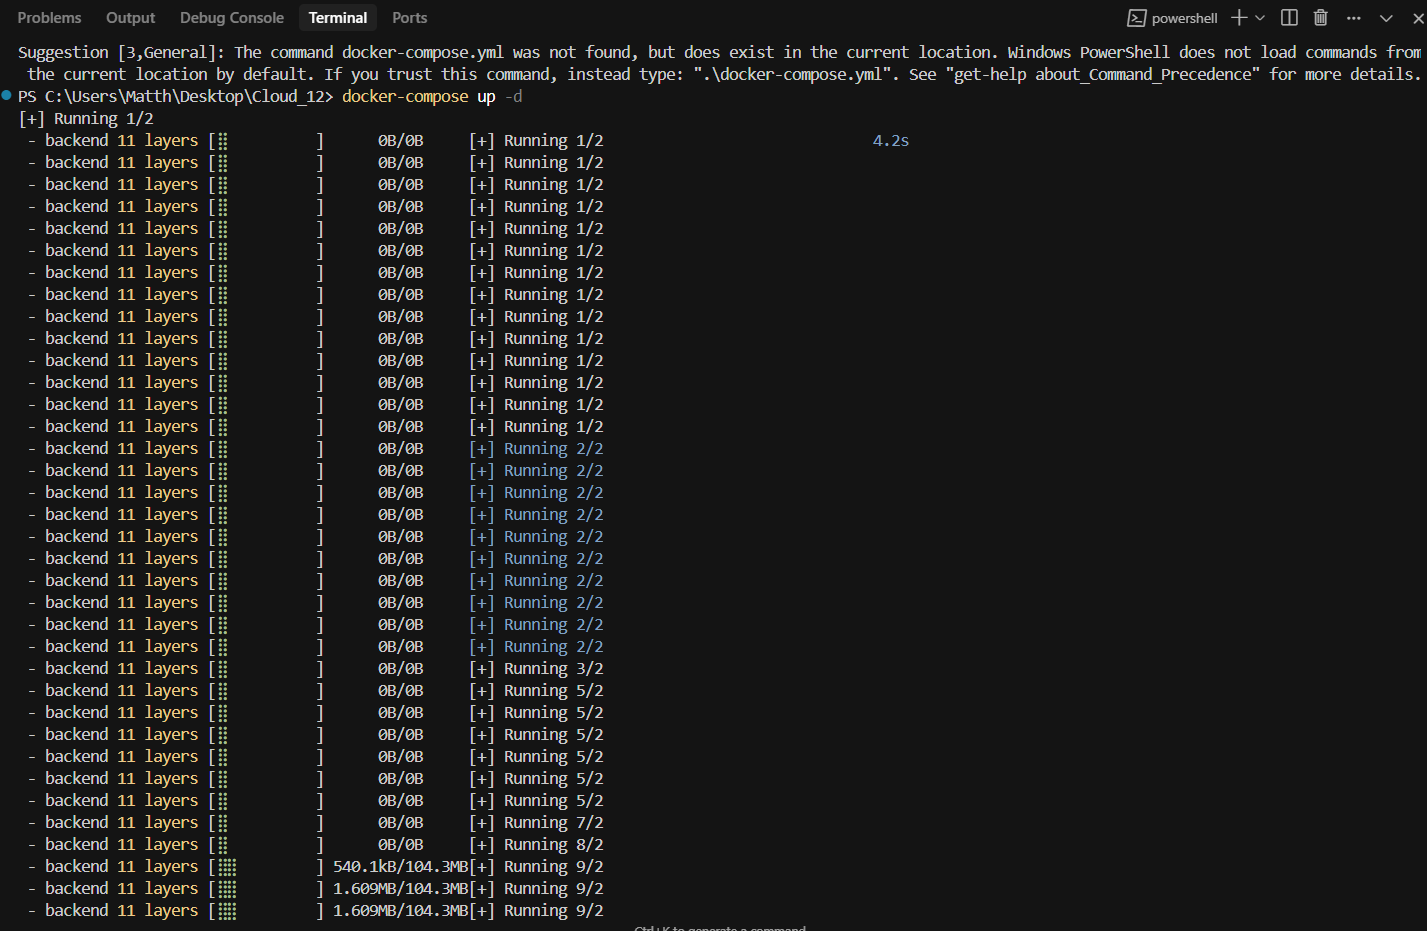 Problems Output Debug Console Terminal Ports powershell
Suggestion [3,General]: The command docker-compose.yml was not found, but does exist in the current location. Windows PowerShell does not load commands from
the current location by default. If you trust this command, instead type: ".\docker-compose.yml". See "get-help about_Command_Precedence" for more details.
PS C:\Users\Matth\Desktop\Cloud_12> docker-compose up -d
[+] Running 1/2
- backend 11 layers [⣿ ] 0B/0B [+] Running 1/2 4.2s
- backend 11 layers [⣿ ] 0B/0B [+] Running 1/2
- backend 11 layers [⣿ ] 0B/0B [+] Running 1/2
- backend 11 layers [⣿ ] 0B/0B [+] Running 1/2
- backend 11 layers [⣿ ] 0B/0B [+] Running 1/2
- backend 11 layers [⣿ ] 0B/0B [+] Running 1/2
- backend 11 layers [⣿ ] 0B/0B [+] Running 1/2
- backend 11 layers [⣿ ] 0B/0B [+] Running 1/2
- backend 11 layers [⣿ ] 0B/0B [+] Running 1/2
- backend 11 layers [⣿ ] 0B/0B [+] Running 1/2
- backend 11 layers [⣿ ] 0B/0B [+] Running 1/2
- backend 11 layers [⣿ ] 0B/0B [+] Running 1/2
- backend 11 layers [⣿ ] 0B/0B [+] Running 1/2
- backend 11 layers [⣿ ] 0B/0B [+] Running 1/2
- backend 11 layers [⣿ ] 0B/0B [+] Running 2/2
- backend 11 layers [⣿ ] 0B/0B [+] Running 2/2
- backend 11 layers [⣿ ] 0B/0B [+] Running 2/2
- backend 11 layers [⣿ ] 0B/0B [+] Running 2/2
- backend 11 layers [⣿ ] 0B/0B [+] Running 2/2
- backend 11 layers [⣿ ] 0B/0B [+] Running 2/2
- backend 11 layers [⣿ ] 0B/0B [+] Running 2/2
- backend 11 layers [⣿ ] 0B/0B [+] Running 2/2
- backend 11 layers [⣿ ] 0B/0B [+] Running 2/2
- backend 11 layers [⣿ ] 0B/0B [+] Running 2/2
- backend 11 layers [⣿ ] 0B/0B [+] Running 3/2
- backend 11 layers [⣿ ] 0B/0B [+] Running 5/2
- backend 11 layers [⣿ ] 0B/0B [+] Running 5/2
- backend 11 layers [⣿ ] 0B/0B [+] Running 5/2
- backend 11 layers [⣿ ] 0B/0B [+] Running 5/2
- backend 11 layers [⣿ ] 0B/0B [+] Running 5/2
- backend 11 layers [⣿ ] 0B/0B [+] Running 5/2
- backend 11 layers [⣿ ] 0B/0B [+] Running 7/2
- backend 11 layers [⣿ ] 0B/0B [+] Running 8/2
- backend 11 layers [⣿⣿ ] 540.1kB/104.3MB[+] Running 9/2
- backend 11 layers [⣿⣿ ] 1.609MB/104.3MB[+] Running 9/2
- backend 11 layers [⣿⣿ ] 1.609MB/104.3MB[+] Running 9/2
Ctrl+K to generate a command